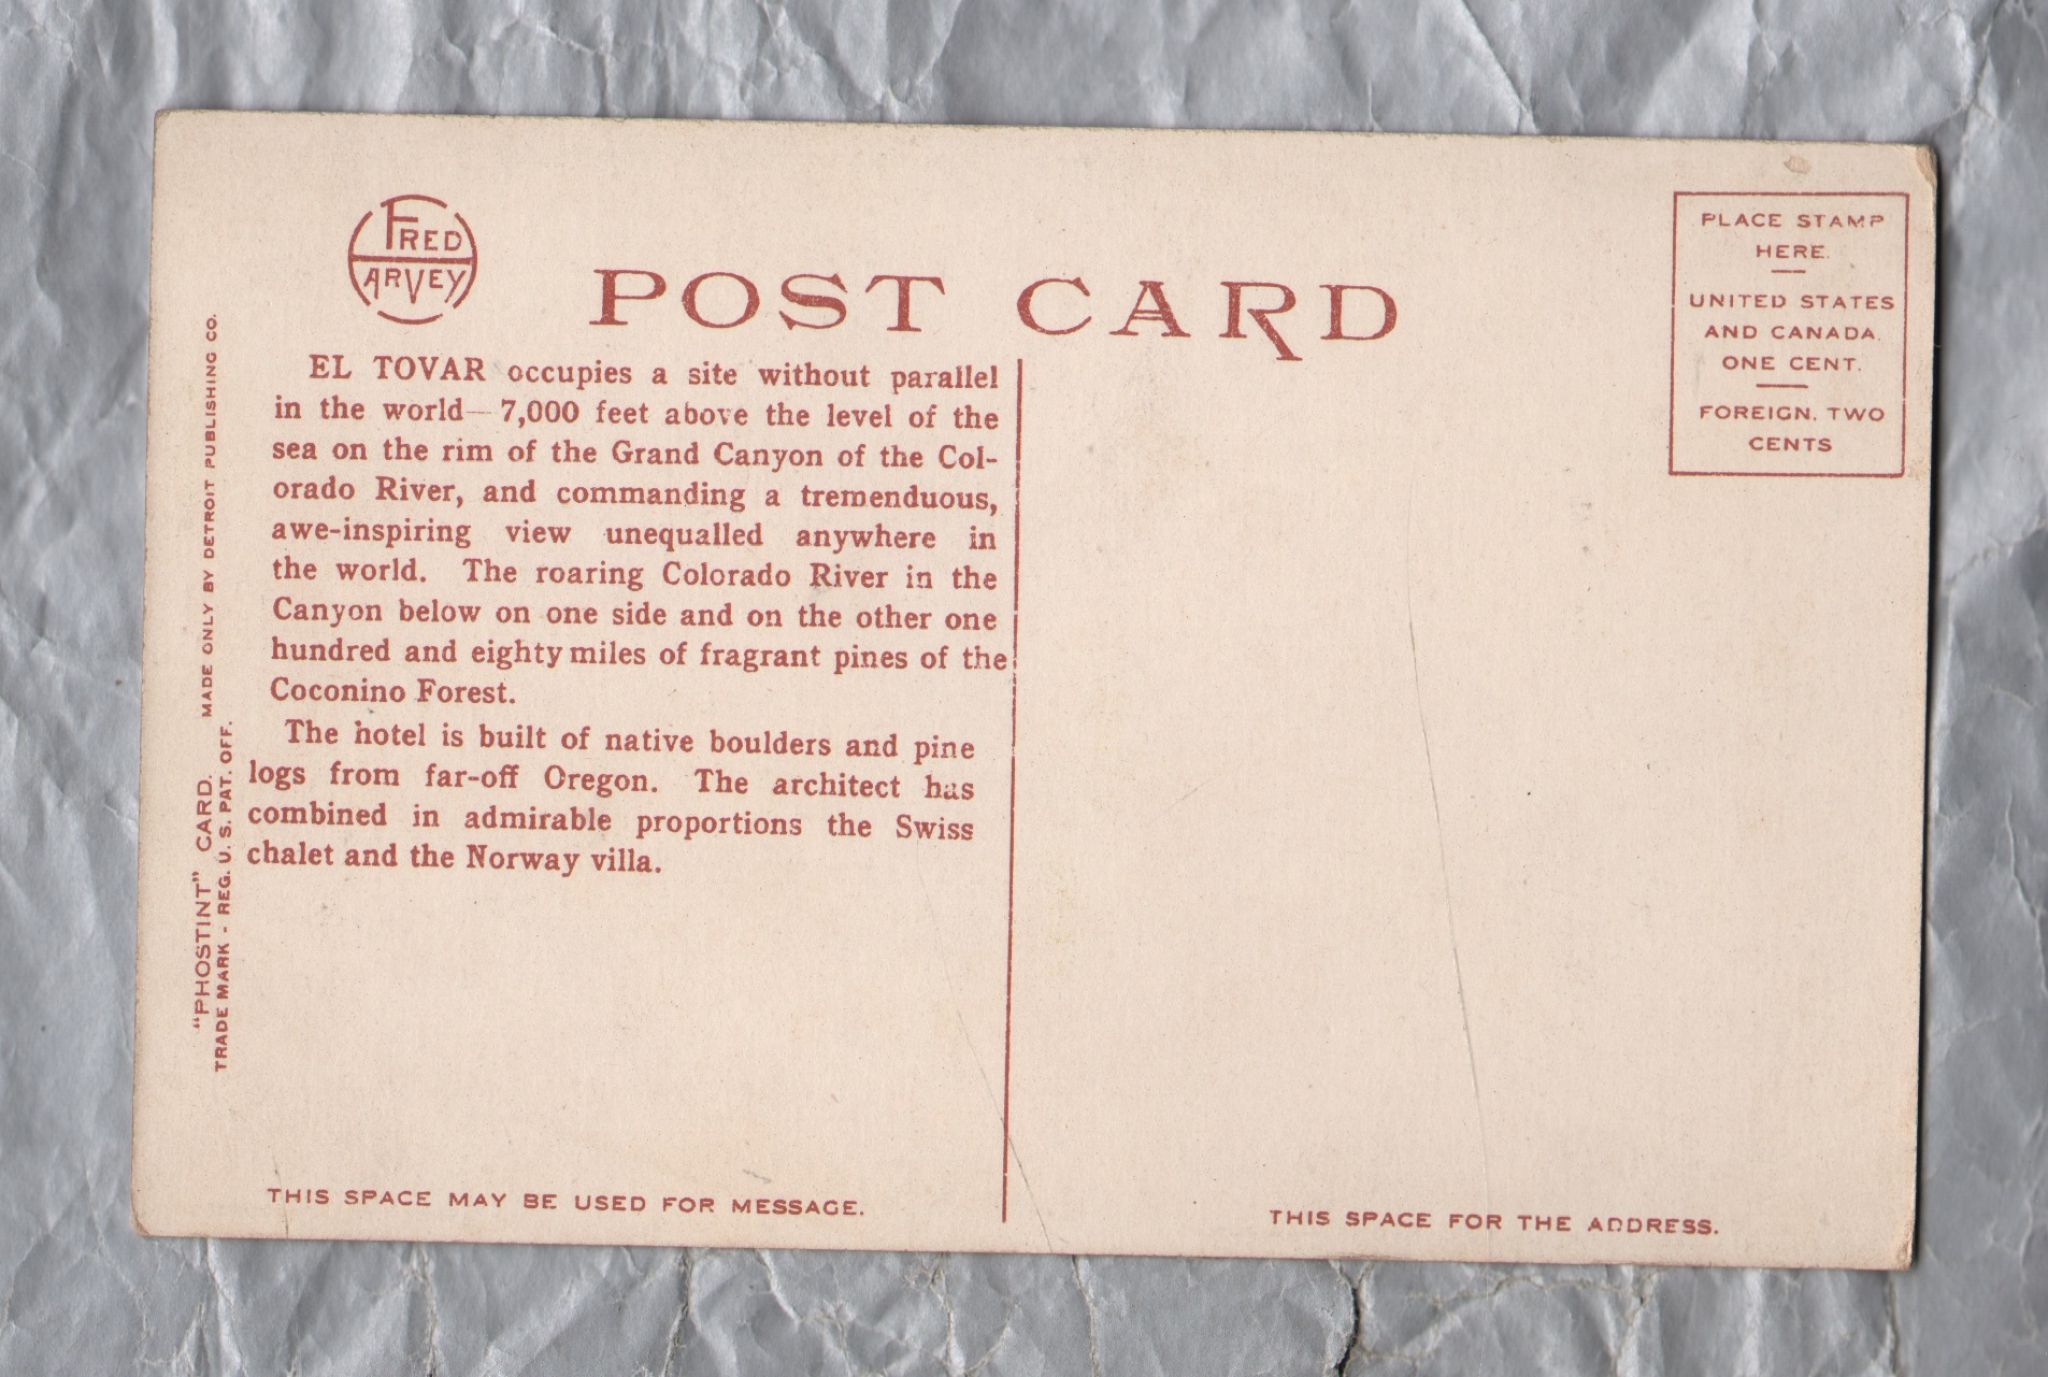 FRED
HARVEY
POST CARD
PLACE STAMP
HERE.
UNITED STATES
AND CANADA.
ONE CENT.
FOREIGN. TWO
CENTS
EL TOVAR occupies a site without parallel
in the world—7,000 feet above the level of the
sea on the rim of the Grand Canyon of the Col-
orado River, and commanding a tremenduous,
awe-inspiring view unequalled anywhere in
the world. The roaring Colorado River in the
Canyon below on one side and on the other one
hundred and eighty miles of fragrant pines of the
Coconino Forest.
The hotel is built of native boulders and pine
logs from far-off Oregon. The architect has
combined in admirable proportions the Swiss
chalet and the Norway villa.
"PHOSTINT" CARD. MADE ONLY BY DETROIT PUBLISHING CO.
TRADE MARK - REG. U. S. PAT. OFF.
THIS SPACE MAY BE USED FOR MESSAGE.
THIS SPACE FOR THE ADDRESS.